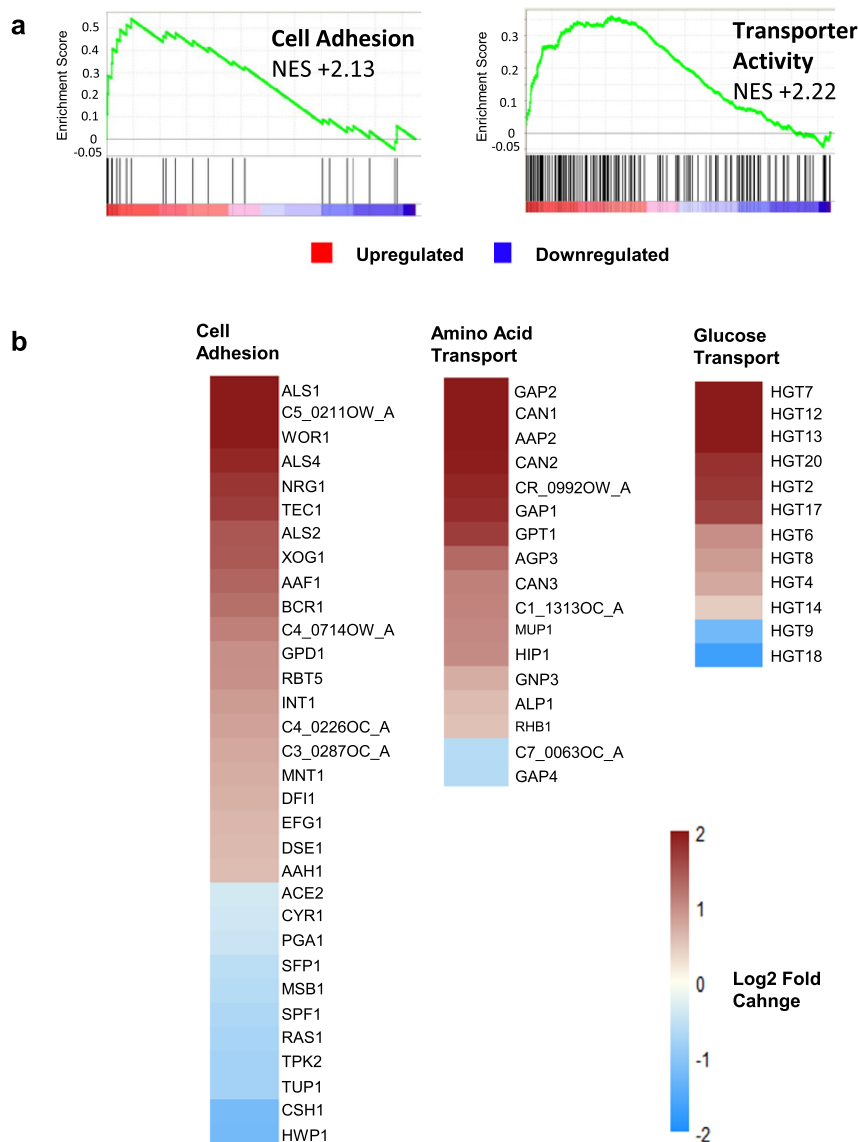 a
Enrichment Score
0.5
0.4
0.3
0.2
0.1
0
-0.05
Cell Adhesion
NES +2.13
Enrichment Score
0.3
0.2
0.1
0
-0.05
Transporter
Activity
NES +2.22
Upregulated
Downregulated
b
Cell
Adhesion
ALS1
C5_0211OW_A
WOR1
ALS4
NRG1
TEC1
ALS2
XOG1
AAF1
BCR1
C4_0714OW_A
GPD1
RBT5
INT1
C4_0226OC_A
C3_0287OC_A
MNT1
DFI1
EFG1
DSE1
AAH1
ACE2
CYR1
PGA1
SFP1
MSB1
SPF1
RAS1
TPK2
TUP1
CSH1
HWP1
Amino Acid
Transport
GAP2
CAN1
AAP2
CAN2
CR_0992OW_A
GAP1
GPT1
AGP3
CAN3
C1_1313OC_A
MUP1
HIP1
GNP3
ALP1
RHB1
C7_0063OC_A
GAP4
Glucose
Transport
HGT7
HGT12
HGT13
HGT20
HGT2
HGT17
HGT6
HGT8
HGT4
HGT14
HGT9
HGT18
2
1
0
-1
-2
Log2 Fold
Cahnge